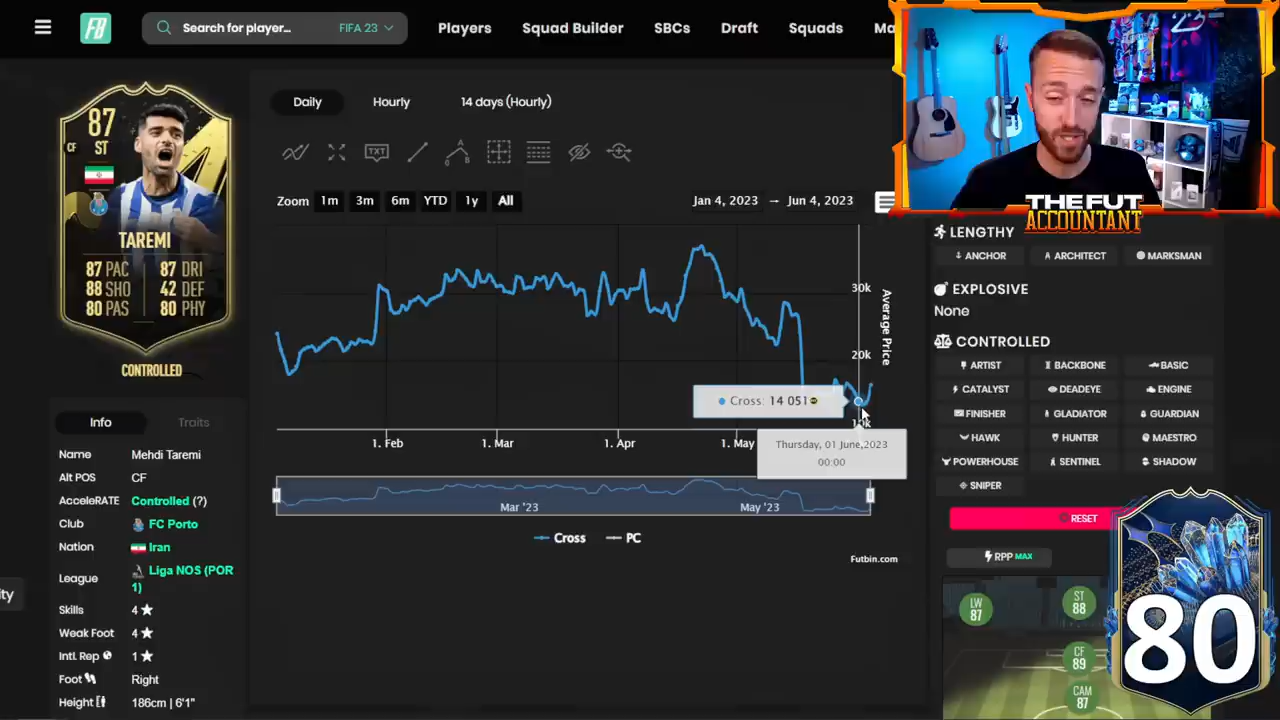 FB
Search for player...
FIFA 23
Players
Squad Builder
SBCs
Draft
Squads
Ma
THE FUT
ACCOUNTANT
87
ST
CF
TAREMI
87 PAC
87 DRI
88 SHO
42 DEF
80 PAS
80 PHY
CONTROLLED
Info
Traits
Name
Mehdi Taremi
Alt POS
CF
AcceleRATE
Controlled (?)
Club
FC Porto
Nation
Iran
League
Liga NOS (POR
1)
Skills
4
Weak Foot
4
Intl. Rep
1
Foot
Right
Height
186cm | 6'1"
ity
Daily
Hourly
14 days (Hourly)
TXT
Zoom
1m
3m
6m
YTD
1y
All
Jan 4, 2023
→
Jun 4, 2023
30k
20k
10k
Average Price
Cross: 14 051
Thursday, 01 June,2023
00:00
1. Feb
1. Mar
1. Apr
1. May
Mar '23
May '23
Cross
PC
Futbin.com
LENGTHY
ANCHOR
ARCHITECT
MARKSMAN
EXPLOSIVE
None
CONTROLLED
ARTIST
BACKBONE
BASIC
CATALYST
DEADEYE
ENGINE
FINISHER
GLADIATOR
GUARDIAN
HAWK
HUNTER
MAESTRO
POWERHOUSE
SENTINEL
SHADOW
SNIPER
RESET
RPP MAX
LW
87
ST
88
CF
89
CAM
87
80